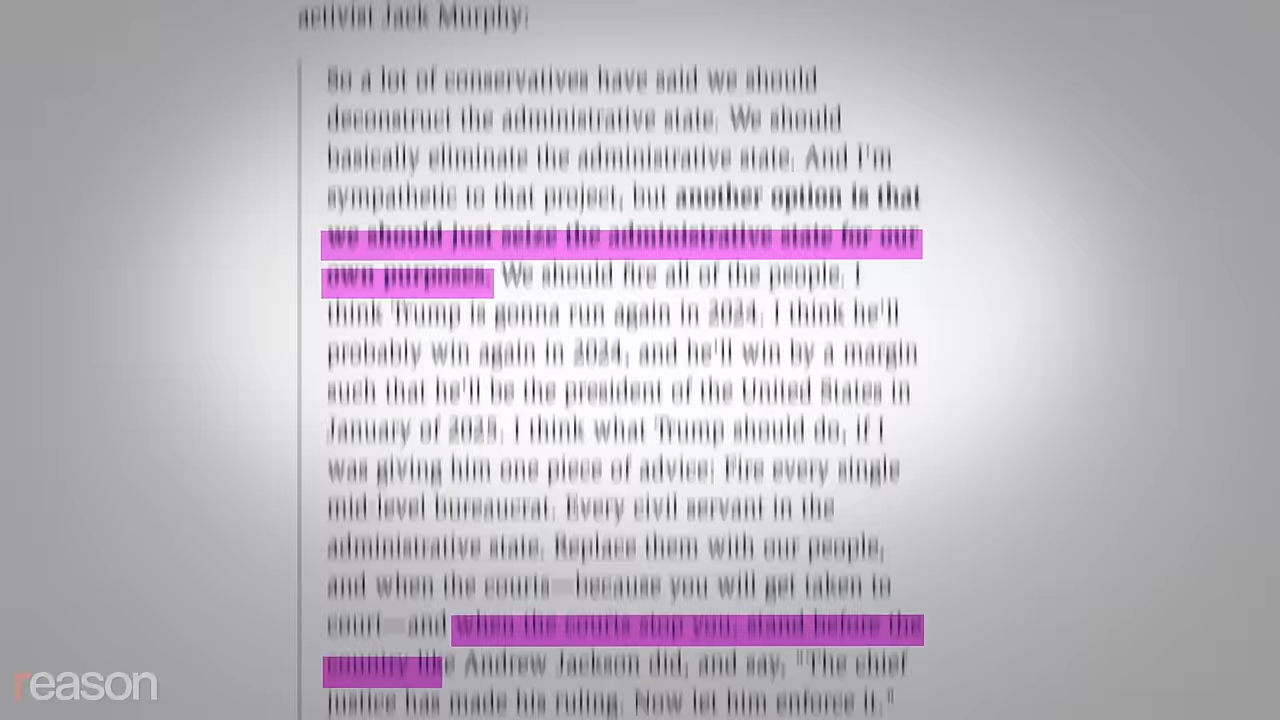 activist Jack Murphy:
So a lot of conservatives have said we should
deconstruct the administrative state. We should
basically eliminate the administrative state. And I'm
sympathetic to that project, but another option is that
we should just seize the administrative state for our
own purposes. We should fire all of the people. I
think Trump is gonna run again in 2024. I think he'll
probably win again in 2024, and he'll win by a margin
such that he'll be the president of the United States in
January of 2025. I think what Trump should do, if I
was giving him one piece of advice: Fire every single
mid level bureaucrat. Every civil servant in the
administrative state. Replace them with our people,
and when the courts—because you will get taken to
court—and when the courts stop you, stand before the
country like Andrew Jackson did, and say, "'The chief
justice has made his ruling. Now let him enforce it."
reason